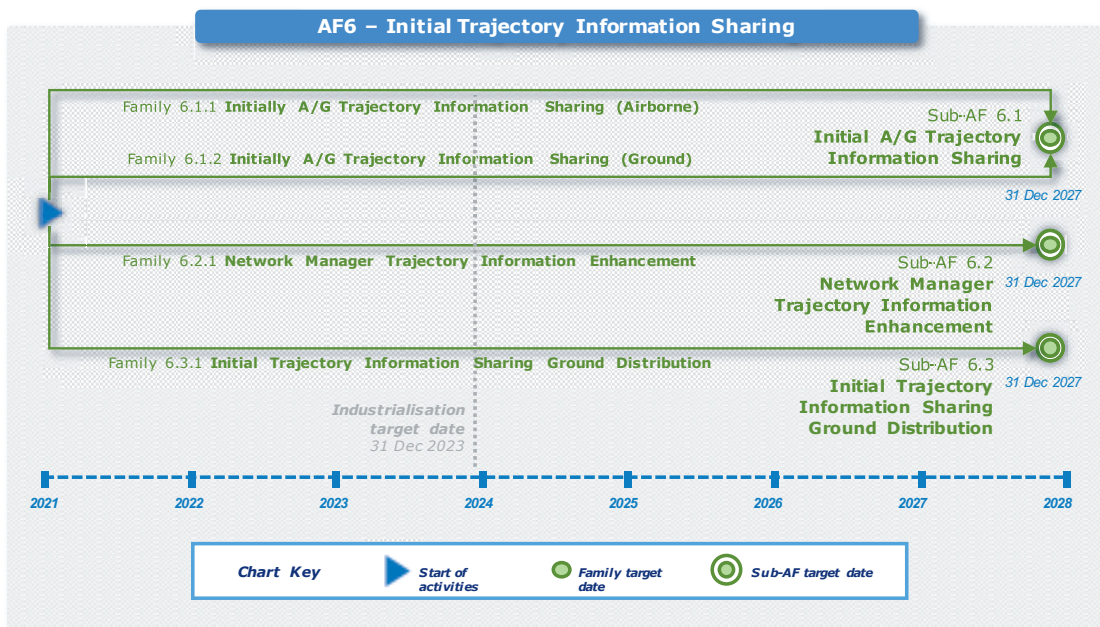 AF6 – Initial Trajectory Information Sharing
Family 6.1.1 Initially A/G Trajectory Information Sharing (Airborne)
Sub-AF 6.1
Initial A/G Trajectory
Information Sharing
Family 6.1.2 Initially A/G Trajectory Information Sharing (Ground)
31 Dec 2027
Family 6.2.1 Network Manager Trajectory Information Enhancement
Sub-AF 6.2
Network Manager
Trajectory Information
Enhancement
31 Dec 2027
Family 6.3.1 Initial Trajectory Information Sharing Ground Distribution
Sub-AF 6.3
Initial Trajectory
Information Sharing
Ground Distribution
31 Dec 2027
Industrialisation
target date
31 Dec 2023
2021 2022 2023 2024 2025 2026 2027 2028
Chart Key
Start of
activities
Family target
date
Sub-AF target date